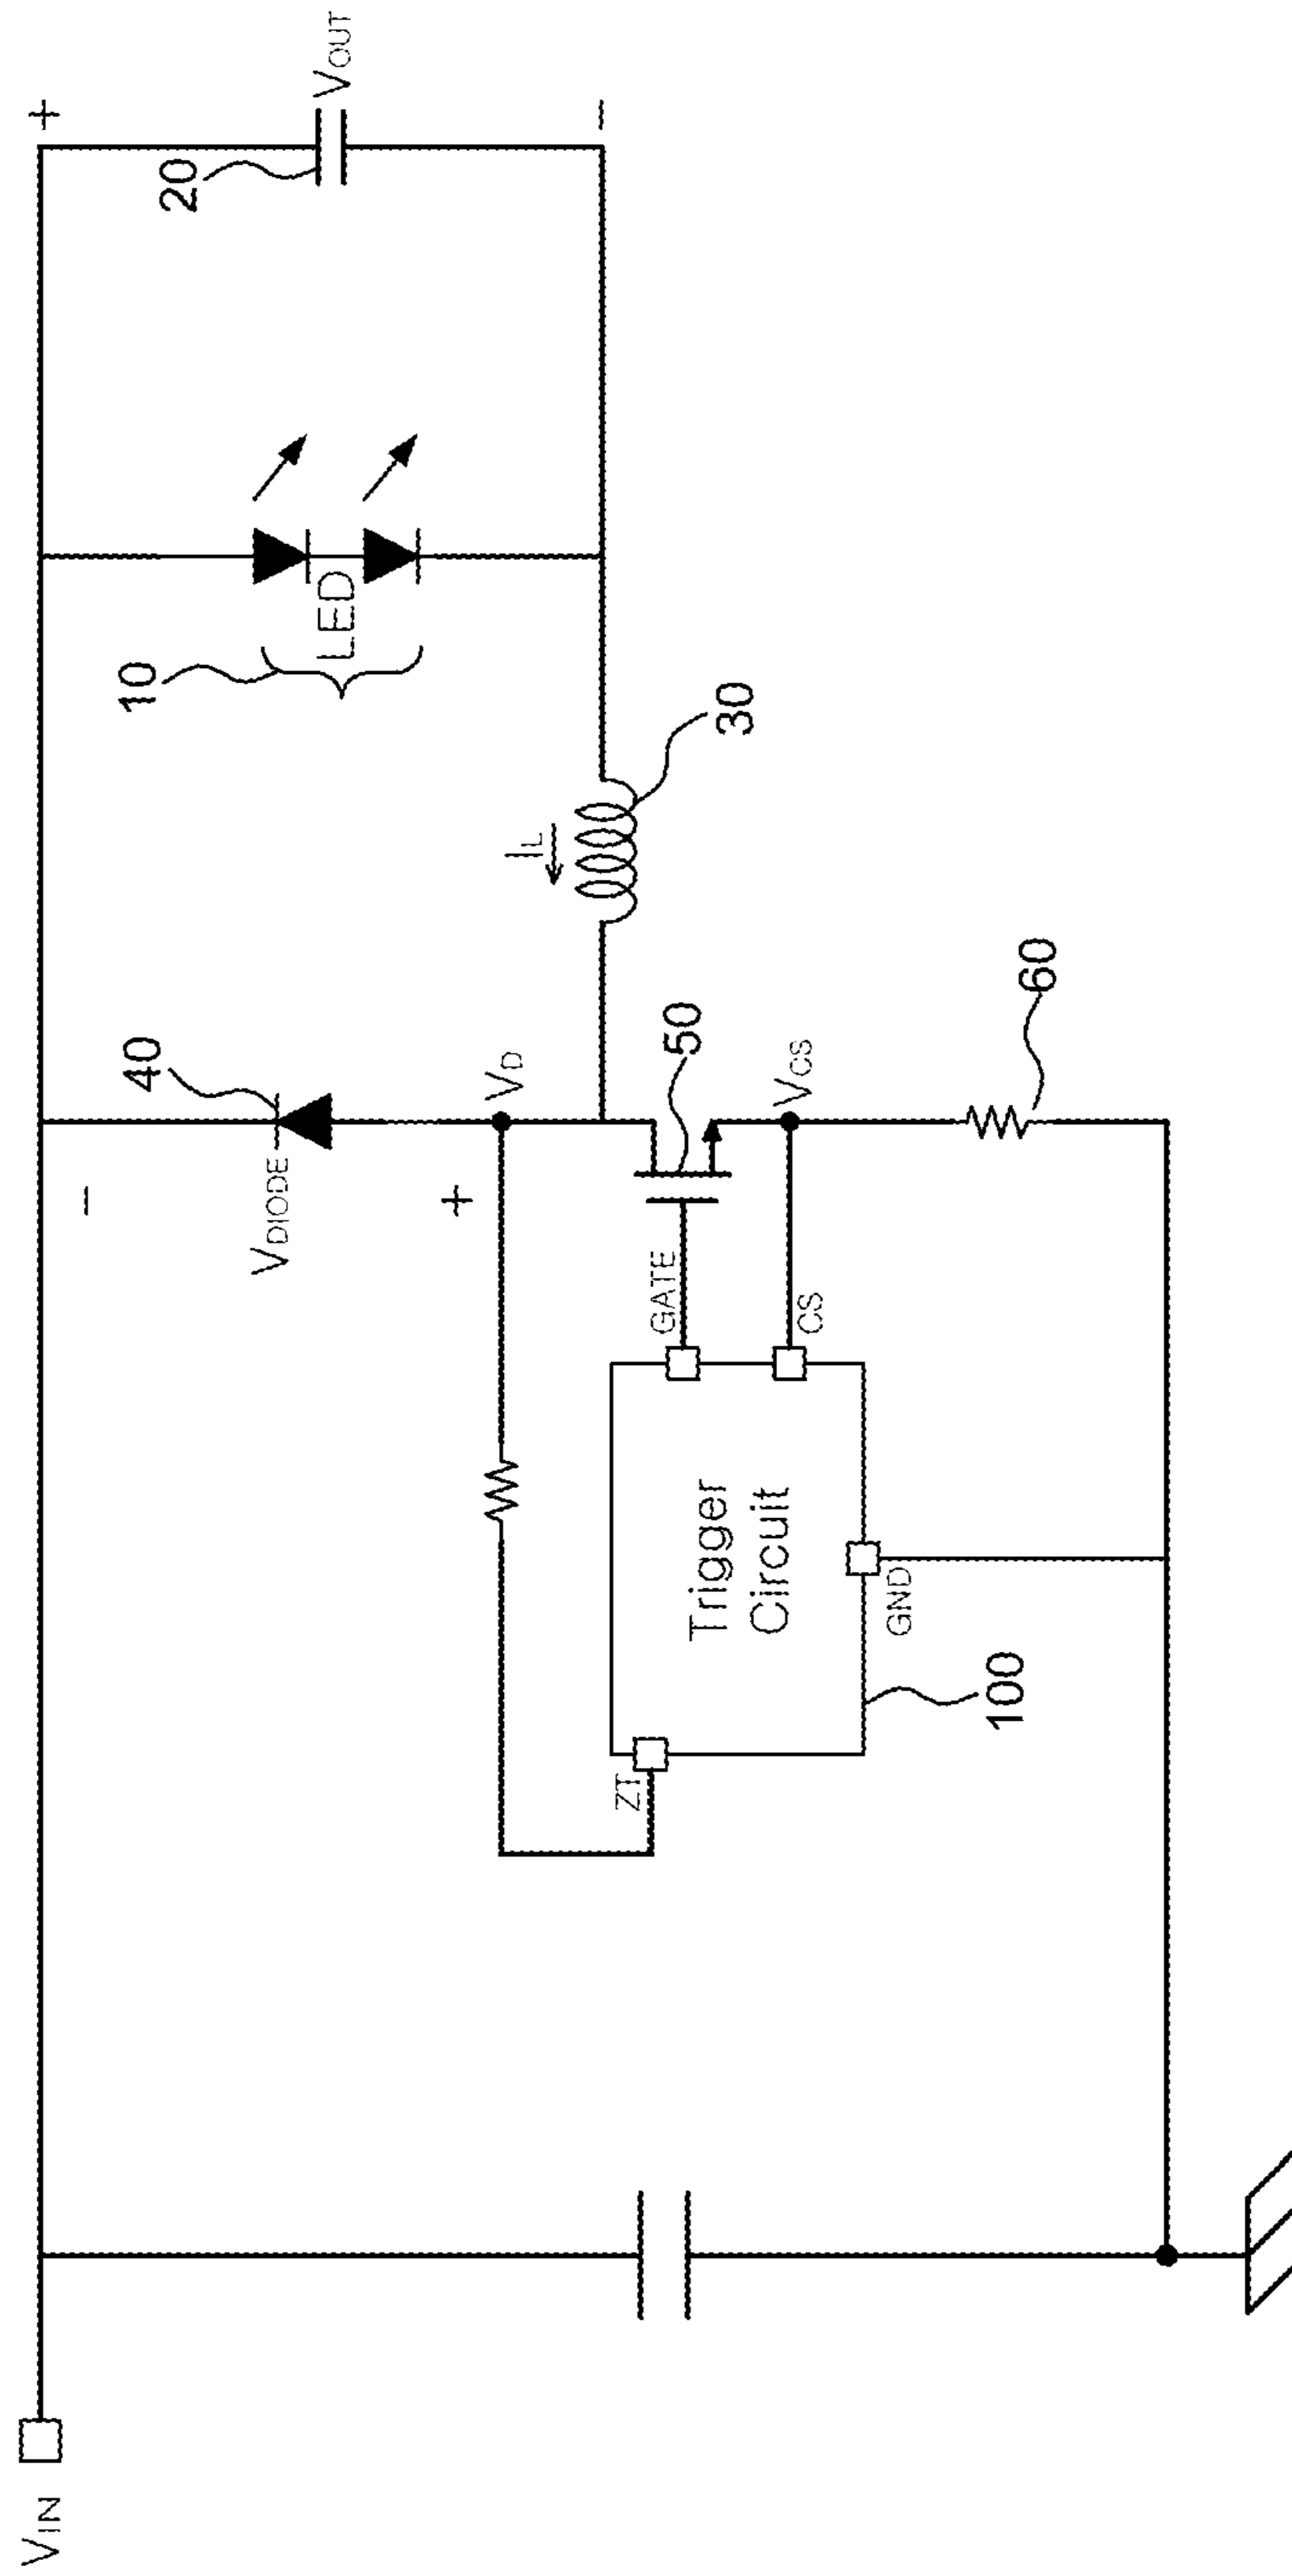 VIN
VDIODE
40
VD
10
LED
20
VOUT
+
−
−
+
IL
30
50
VCS
60
GATE
CS
ZT
Trigger
Circuit
GND
100